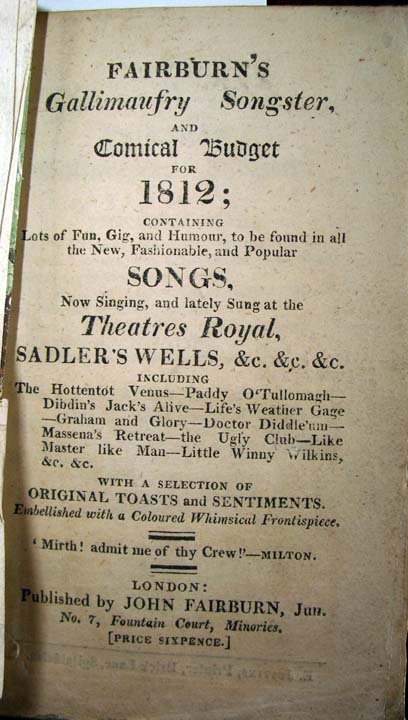 FAIRBURN'S
Gallimaufry Songster,
AND
Comical Budget
FOR
1812;
CONTAINING
Lots of Fun, Gig, and Humour, to be found in all
the New, Fashionable, and Popular
SONGS,
Now Singing, and lately Sung at the
Theatres Royal,
SADLER'S WELLS, &c. &c. &c.
INCLUDING
The Hottentot Venus—Paddy O'Tullomagh—
Dibdin's Jack's Alive—Life's Weather Gage
—Graham and Glory—Doctor Diddle'um—
Massena's Retreat—the Ugly Club—Like
Master like Man—Little Winny Wilkins,
&c. &c.
WITH A SELECTION OF
ORIGINAL TOASTS and SENTIMENTS.
Embellished with a Coloured Whimsical Frontispiece.
'Mirth! admit me of thy Crew!"—MILTON.
LONDON:
Published by JOHN FAIRBURN, Jun.
No. 7, Fountain Court, Minories.
[PRICE SIXPENCE.]